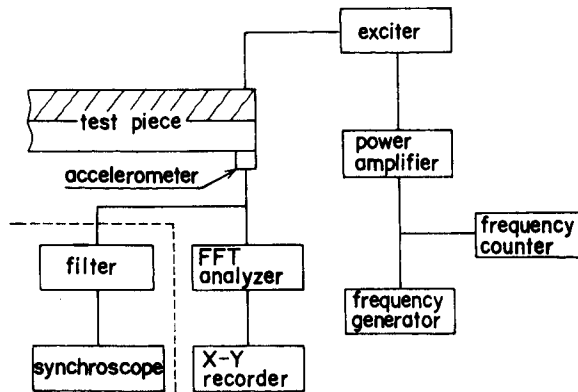 exciter
test piece
power
amplifier
accelerometer
frequency
counter
filter
FFT
analyzer
frequency
generator
synchroscope
X-Y
recorder